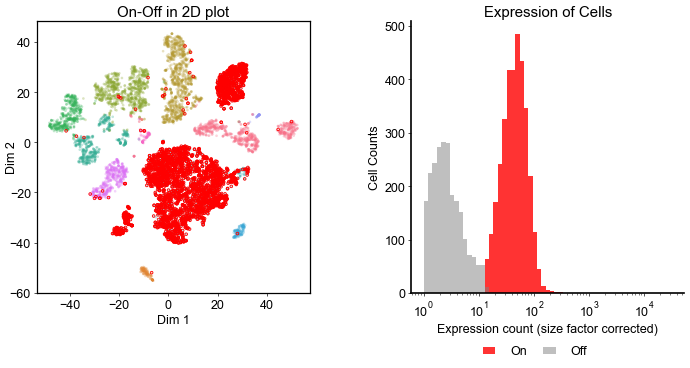 On-Off in 2D plot
Dim 2
40
20
0
−20
−40
−60
−40
−20
0
20
40
Dim 1
Expression of Cells
Cell Counts
500
400
300
200
100
0
10^0
10^1
10^2
10^3
10^4
Expression count (size factor corrected)
On
Off